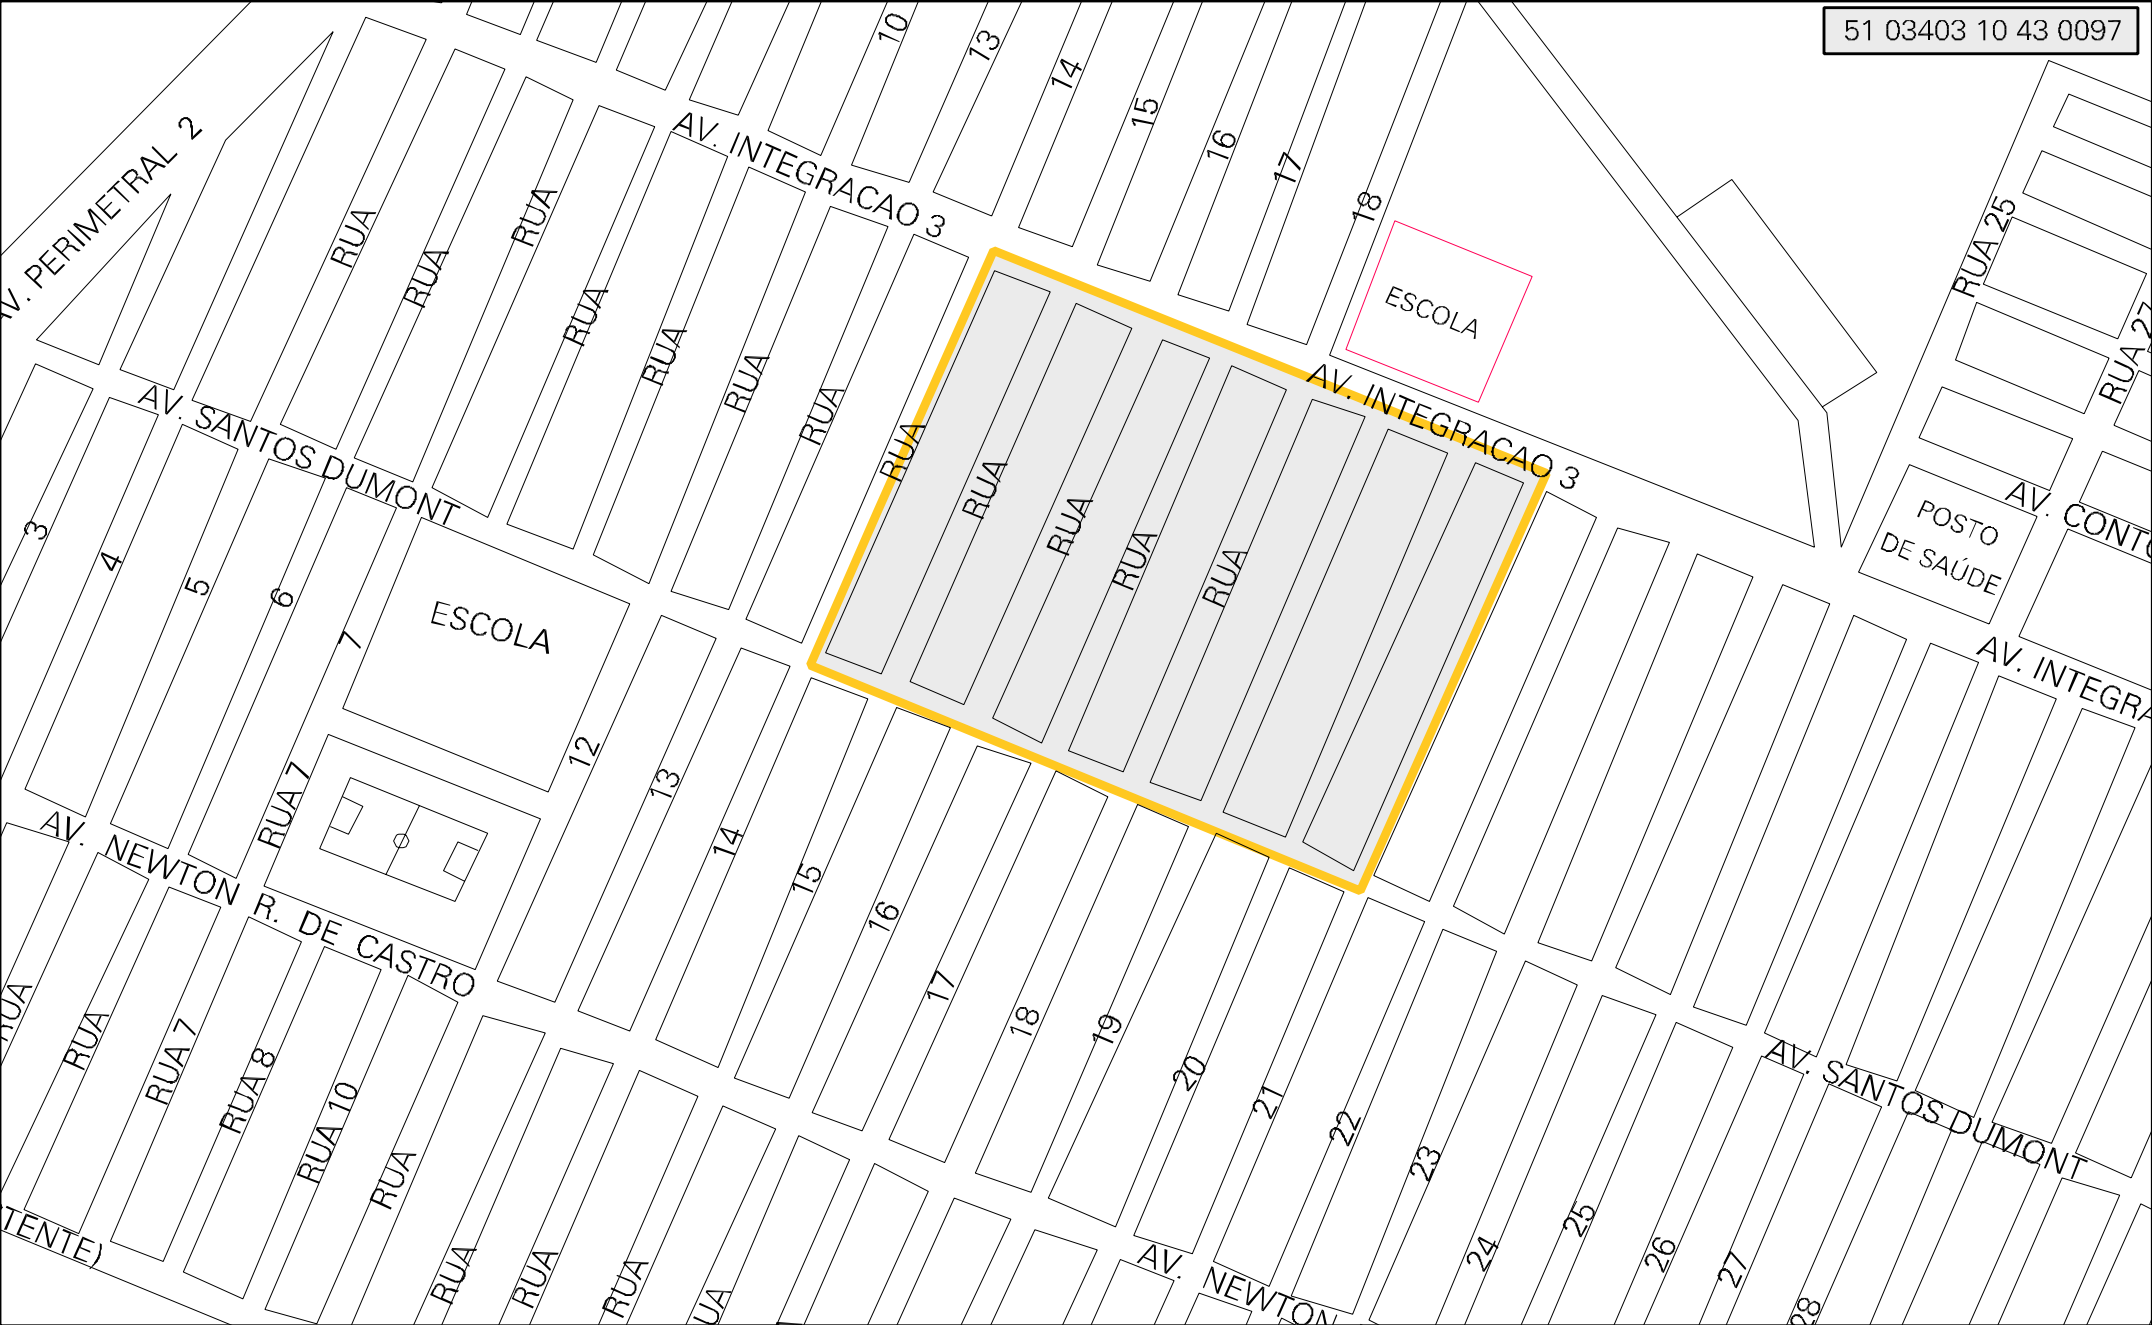 51 03403 10 43 0097
10
13
14
15
16
17
18
AV. PERIMETRAL 2
AV. INTEGRACAO 3
RUA
RUA
RUA
RUA
RUA
RUA
RUA
RUA
RUA
RUA
RUA
RUA
ESCOLA
AV. INTEGRACAO 3
RUA 25
RUA 27
AV. SANTOS DUMONT
POSTO
DE SAÚDE
AV. CONTO
AV. INTEGRA
3
4
5
6
7
ESCOLA
12
13
14
15
16
17
18
19
20
21
22
23
24
25
26
27
28
RUA 7
AV. NEWTON R. DE CASTRO
AV. SANTOS DUMONT
RUA
RUA
RUA 7
RUA 8
RUA 10
RUA
RUA
RUA
RUA
UA
TENTE)
AV. NEWTON